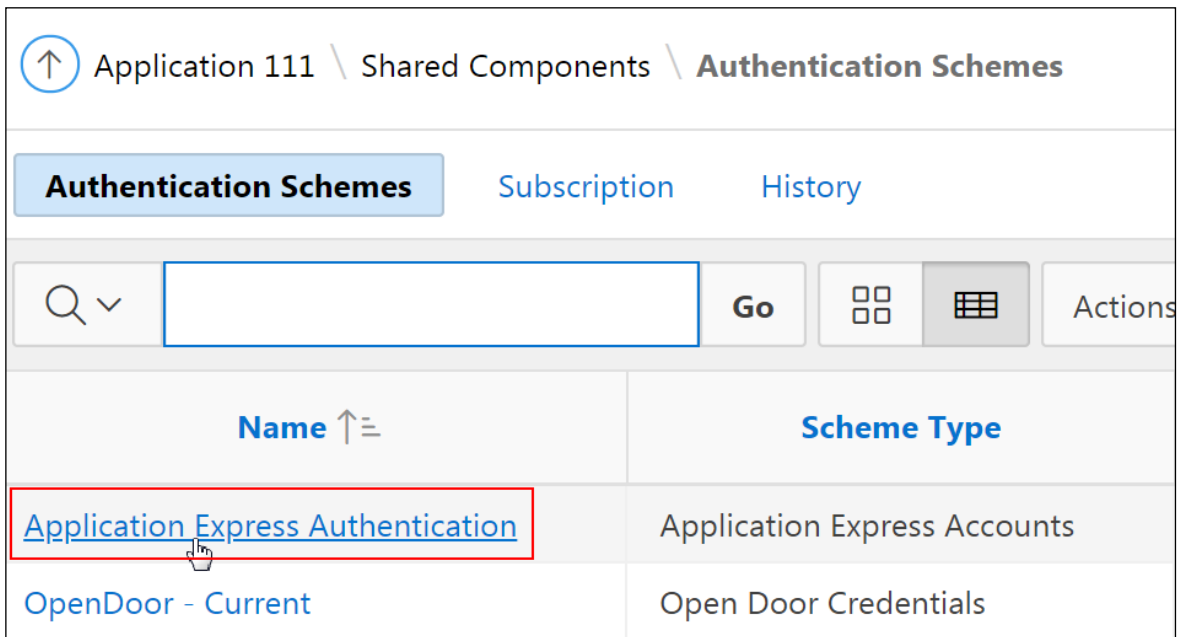 Application 111 \ Shared Components \ Authentication Schemes
Authentication Schemes Subscription History
Go Actions
Name Scheme Type
Application Express Authentication Application Express Accounts
OpenDoor - Current Open Door Credentials